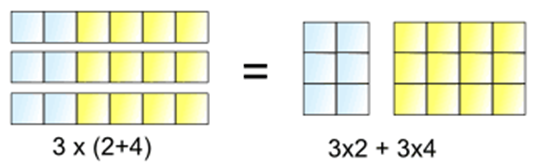 =
3 x (2+4)
3x2 + 3x4